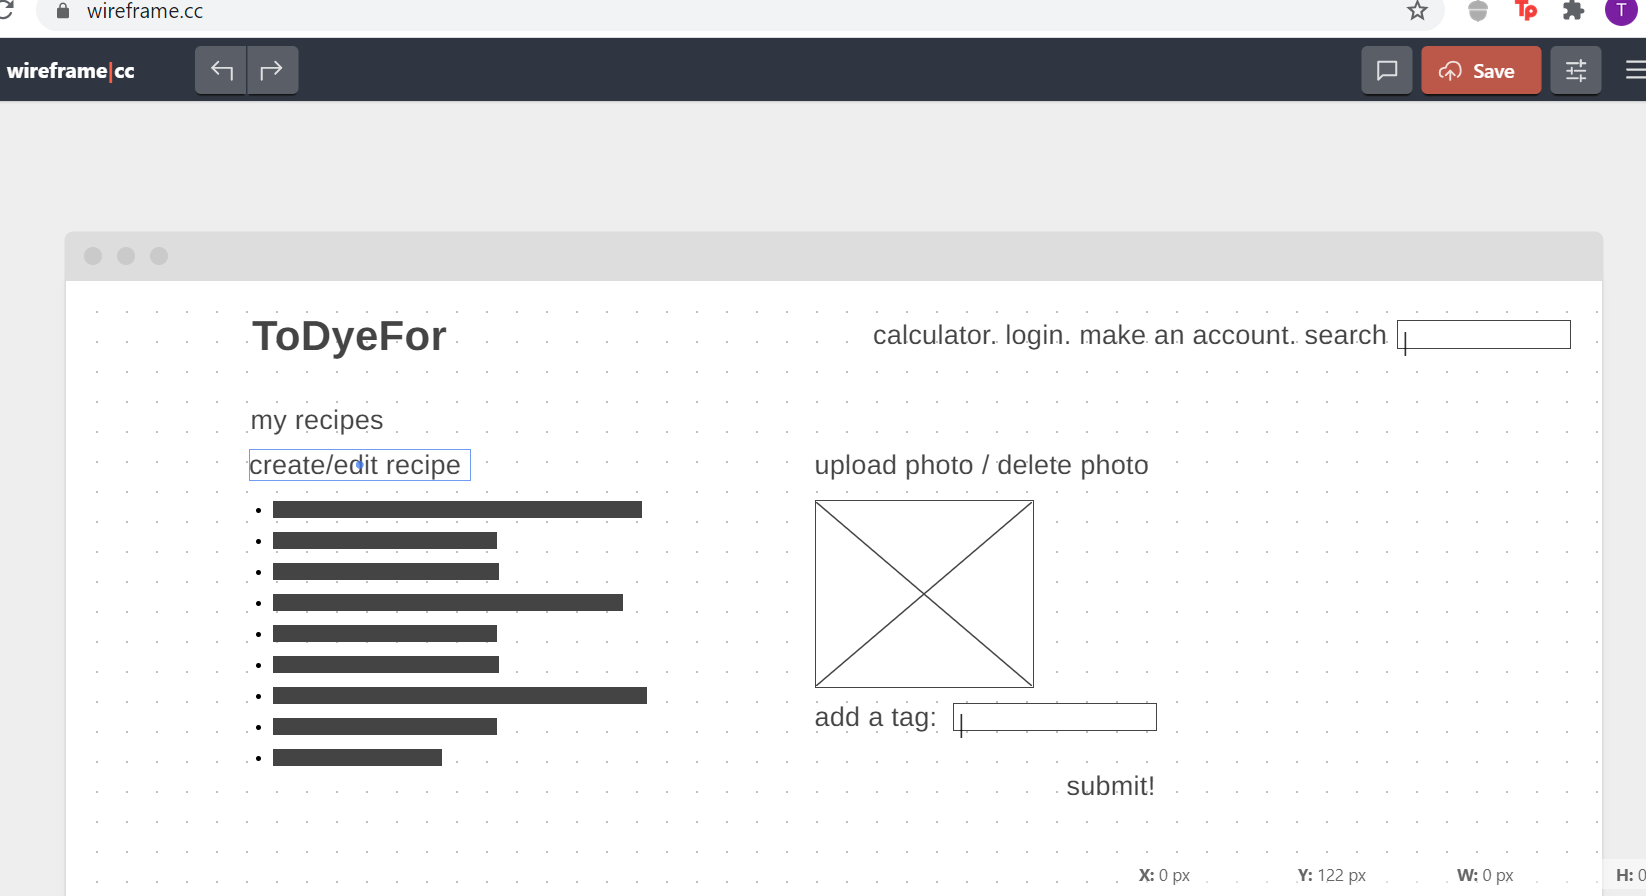 wireframe.cc
T
wireframe|cc
Save
ToDyeFor
calculator. login. make an account. search
my recipes
create/edit recipe
upload photo / delete photo
add a tag:
submit!
X: 0 px Y: 122 px W: 0 px H: 0